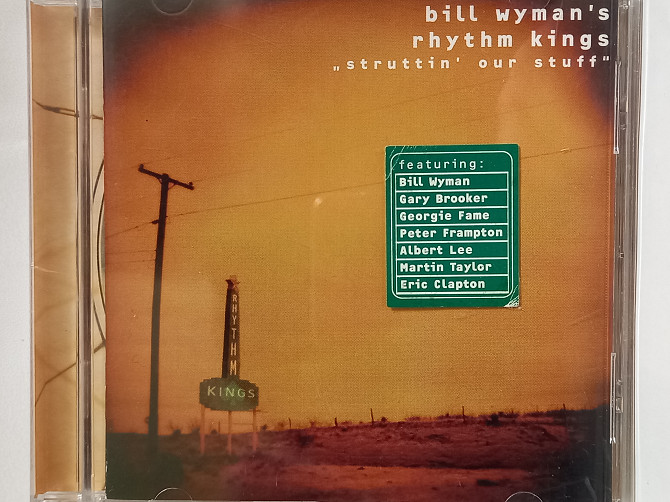 bill wyman's
rhythm kings
„struttin' our stuff“
featuring:
Bill Wyman
Gary Brooker
Georgie Fame
Peter Frampton
Albert Lee
Martin Taylor
Eric Clapton
RHYTHM
KINGS